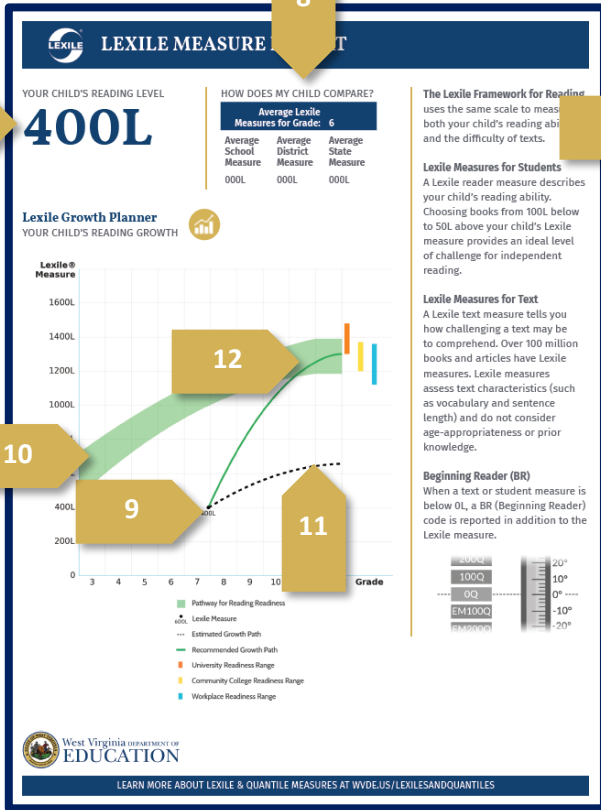 8
LEXILE
LEXILE MEASURE
YOUR CHILD'S READING LEVEL
400L
HOW DOES MY CHILD COMPARE?
Average Lexile
Measures for Grade: 6
Average School Measure
Average District Measure
Average State Measure
000L 000L 000L
Lexile Growth Planner
YOUR CHILD'S READING GROWTH
The Lexile Framework for Reading
uses the same scale to
both your child's reading
and the difficulty of texts.
Lexile Measures for Students
A Lexile reader measure describes
your child's reading ability.
Choosing books from 100L below
to 50L above your child's Lexile
measure provides an ideal level
of challenge for independent
reading.
Lexile Measures for Text
A Lexile text measure tells you
how challenging a text may be
to comprehend. Over 100 million
books and articles have Lexile
measures. Lexile measures
assess text characteristics (such
as vocabulary and sentence
length) and do not consider
age-appropriateness or prior
knowledge.
Beginning Reader (BR)
When a text or student measure is
below 0L, a BR (Beginning Reader)
code is reported in addition to the
Lexile measure.
200Q 20°
100Q 10°
0Q 0°
EM100Q -10°
EM200Q -20°
Lexile®
Measure
1600L
1400L
1200L
1000L
400L
200L
0
12
10
9
11
3 4 5 6 7 8 9 10 Grade
Pathway for Reading Readiness
600L Lexile Measure
Estimated Growth Path
Recommended Growth Path
University Readiness Range
Community College Readiness Range
Workplace Readiness Range
West Virginia DEPARTMENT OF
EDUCATION
LEARN MORE ABOUT LEXILE & QUANTILE MEASURES AT WVDE.US/LEXILESANDQUANTILES